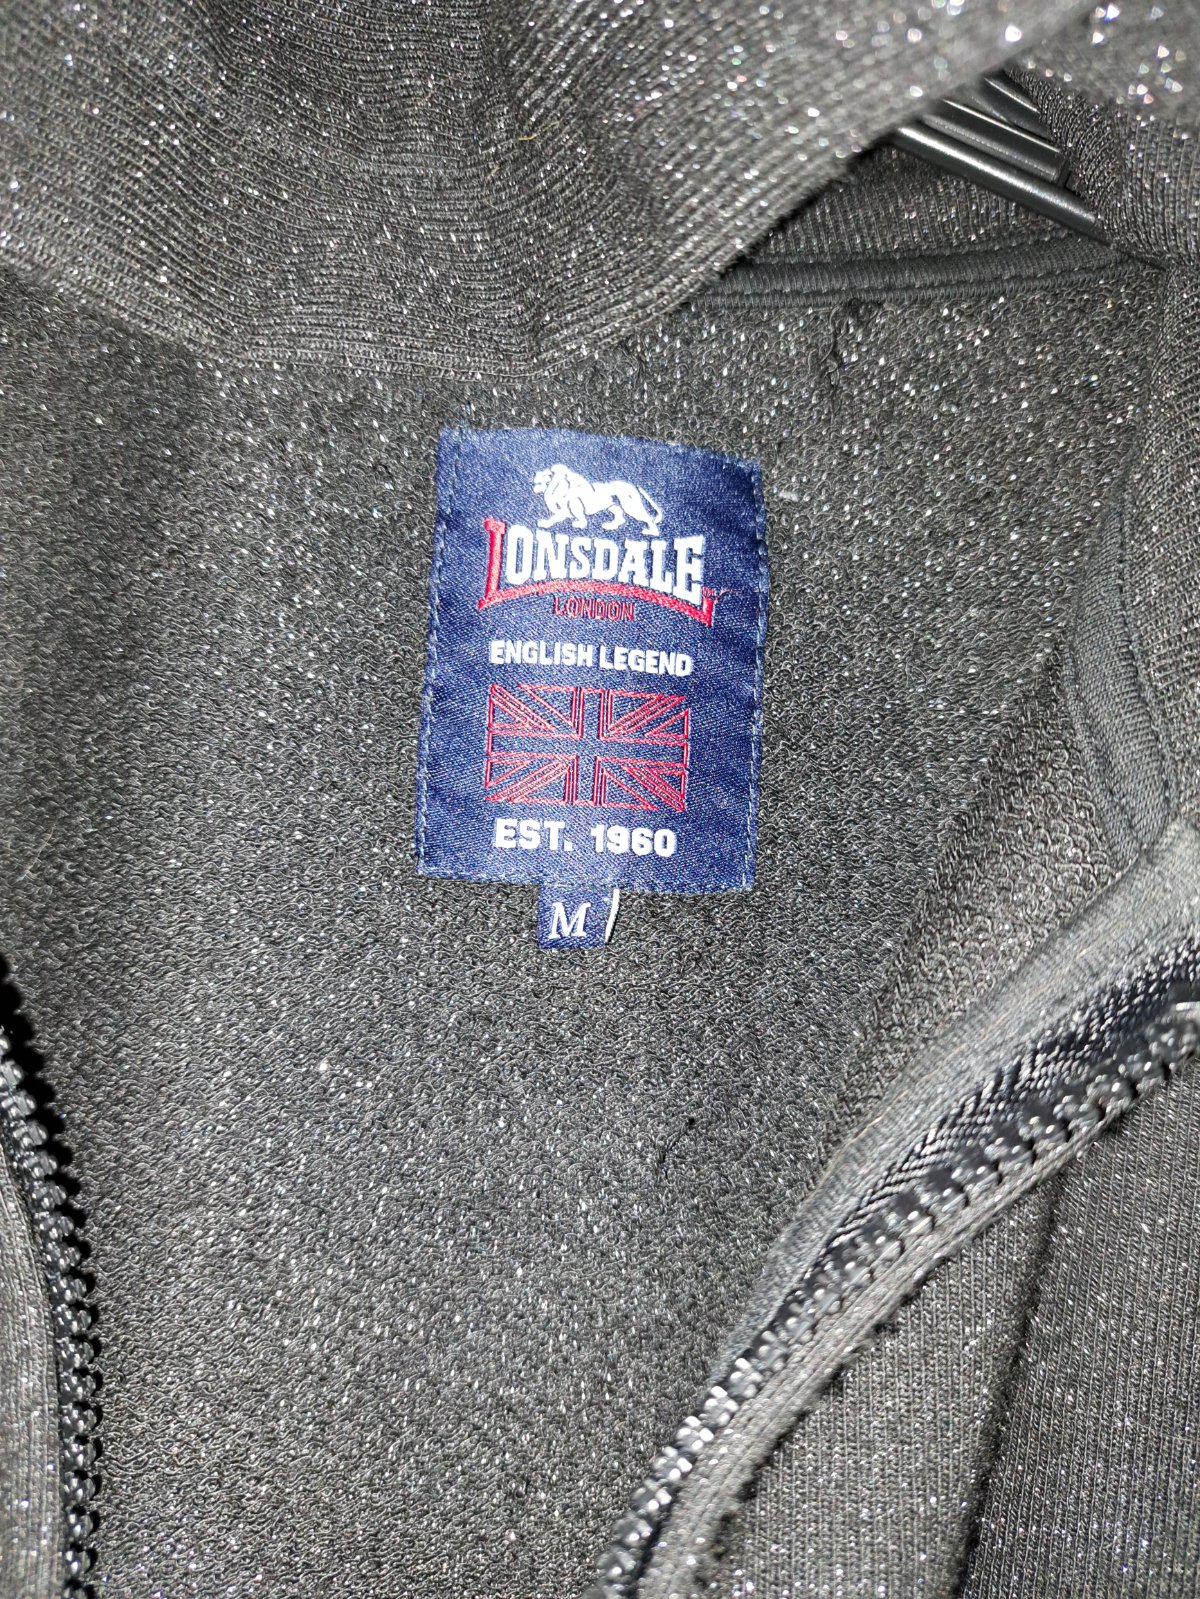 LONSDALE
LONDON
ENGLISH LEGEND
EST. 1960
M